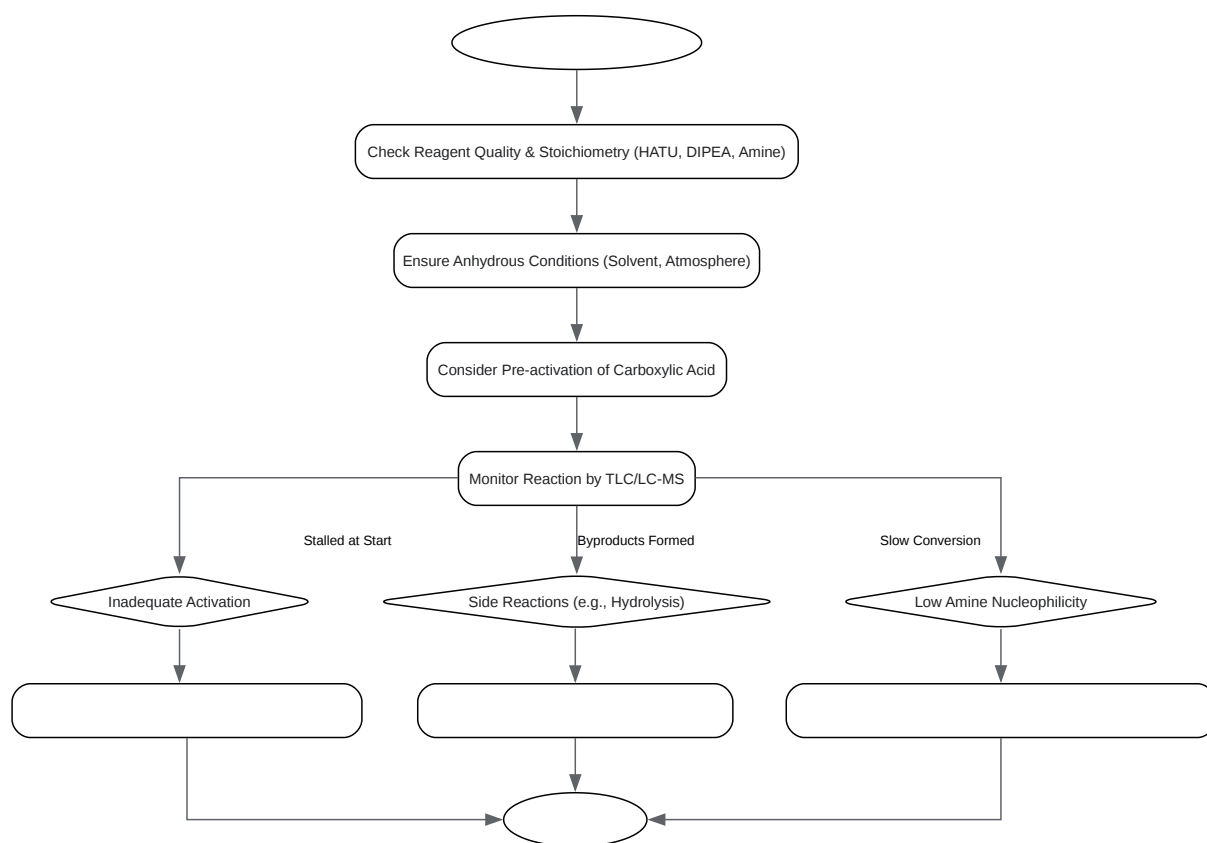 Check Reagent Quality & Stoichiometry (HATU, DIPEA, Amine)
Ensure Anhydrous Conditions (Solvent, Atmosphere)
Consider Pre-activation of Carboxylic Acid
Monitor Reaction by TLC/LC-MS
Stalled at Start
Byproducts Formed
Slow Conversion
Inadequate Activation
Side Reactions (e.g., Hydrolysis)
Low Amine Nucleophilicity